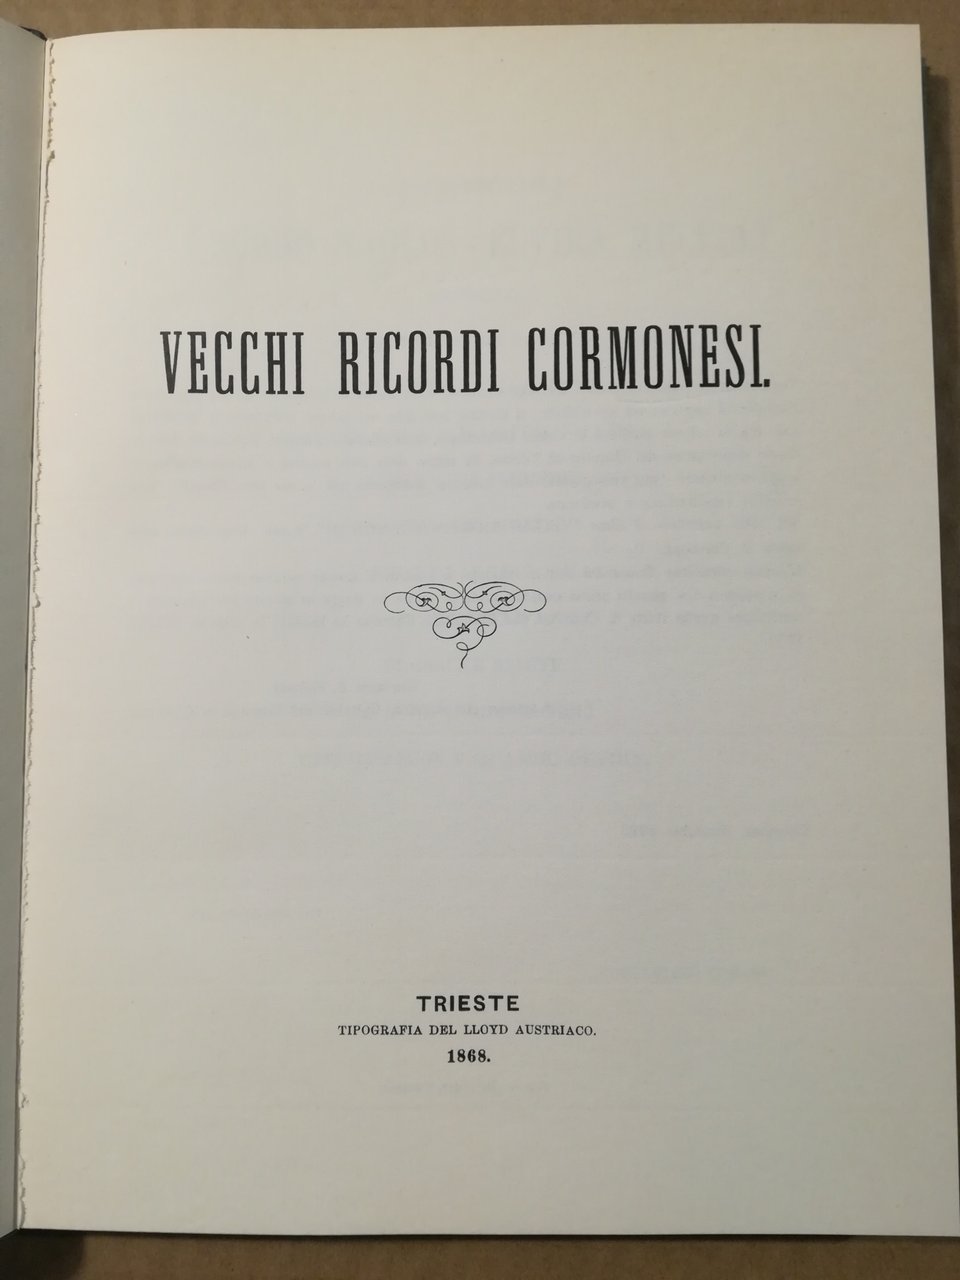 VECCHI RICORDI CORMONESI.
TRIESTE
TIPOGRAFIA DEL LLOYD AUSTRIACO.
1868.